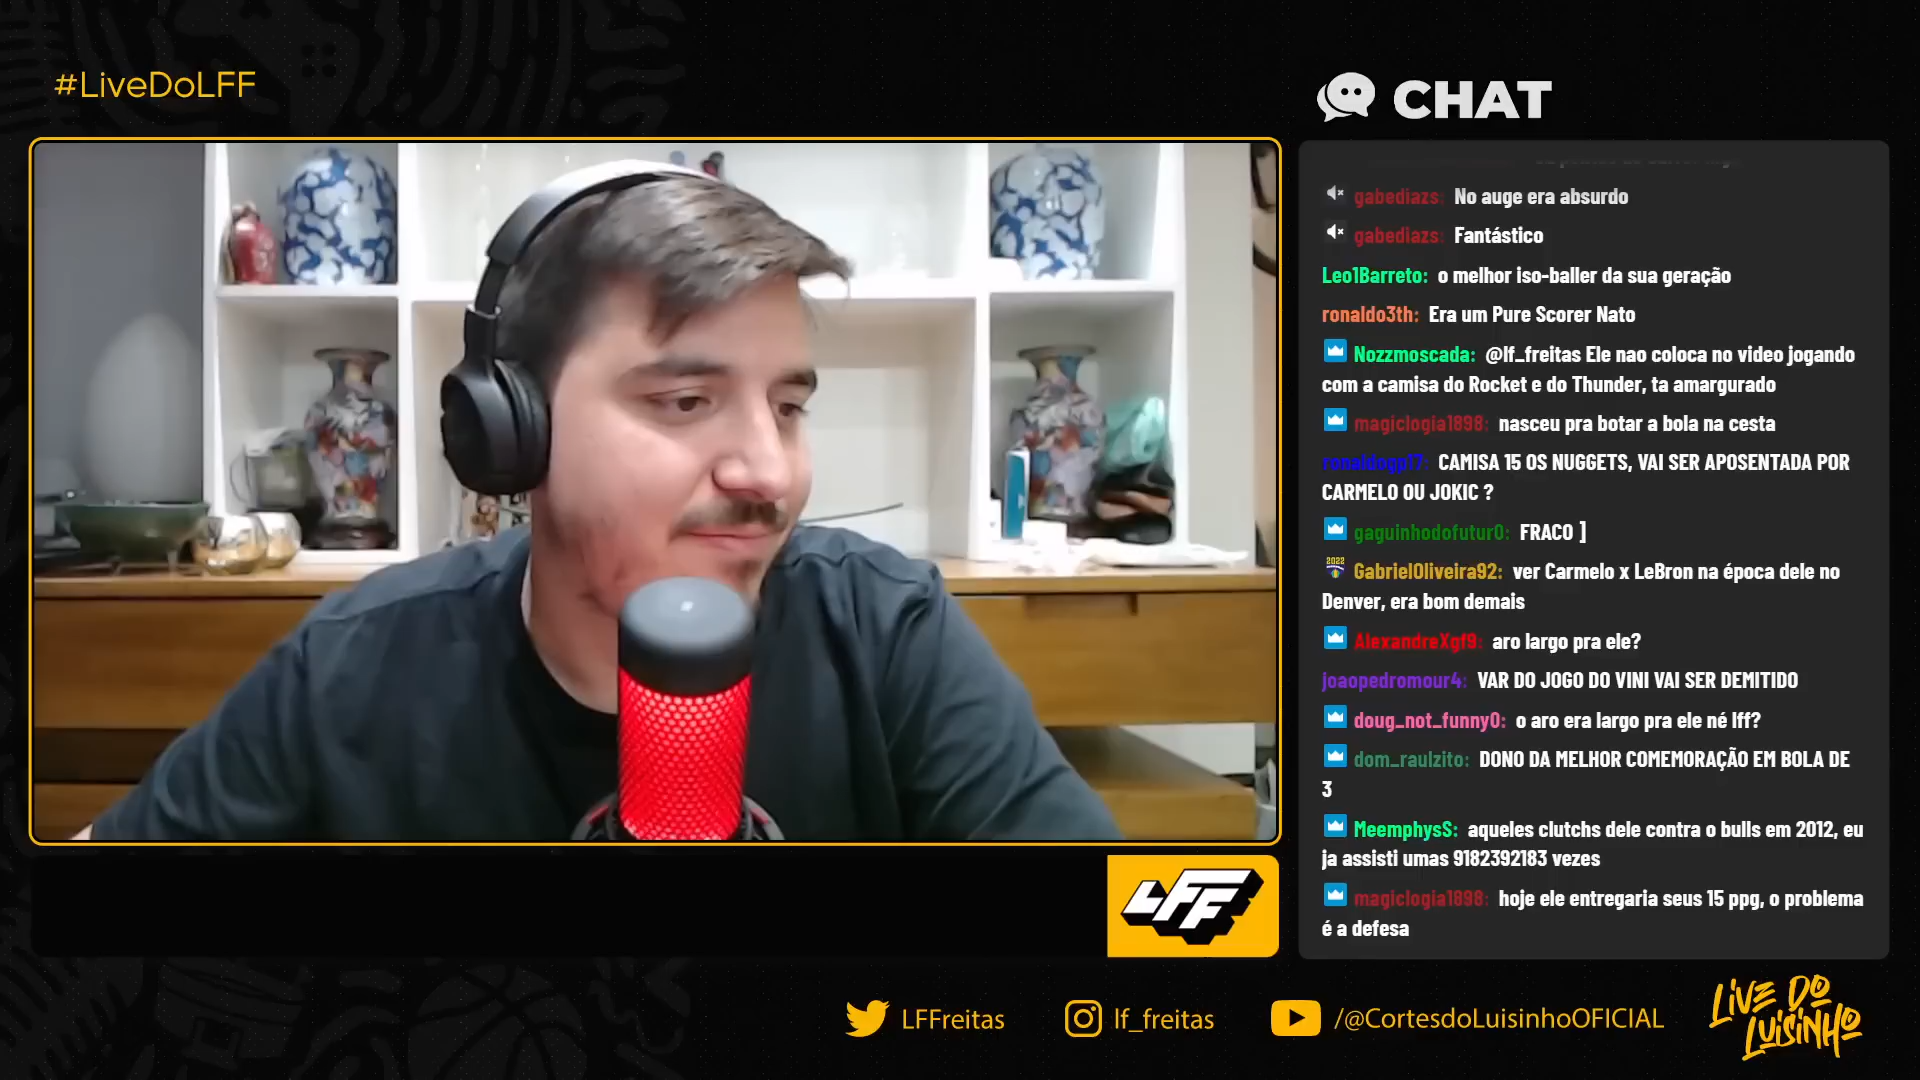 #LiveDoLFF
CHAT
gabediazs: No auge era absurdo
gabediazs: Fantástico
Leo1Barreto: o melhor iso-baller da sua geração
ronaldo3th: Era um Pure Scorer Nato
Nozzmoscada: @lf_freitas Ele nao coloca no video jogando
com a camisa do Rocket e do Thunder, ta amargurado
magiclogia1898: nasceu pra botar a bola na cesta
ronaldogp17: CAMISA 15 OS NUGGETS, VAI SER APOSENTADA POR
CARMELO OU JOKIC ?
gaguinhodofutur0: FRACO ]
2022 GabrielOliveira92: ver Carmelo x LeBron na época dele no
Denver, era bom demais
AlexandreXgf9: aro largo pra ele?
joaopedromour4: VAR DO JOGO DO VINI VAI SER DEMITIDO
doug_not_funny0: o aro era largo pra ele né lff?
dom_raulzito: DONO DA MELHOR COMEMORAÇÃO EM BOLA DE
3
MeemphysS: aqueles clutchs dele contra o bulls em 2012, eu
ja assisti umas 9182392183 vezes
magiclogia1898: hoje ele entregaria seus 15 ppg, o problema
é a defesa
LFF
LFFreitas
lf_freitas
/@CortesdoLuisinhoOFICIAL
LIVE DO
LUISINHO